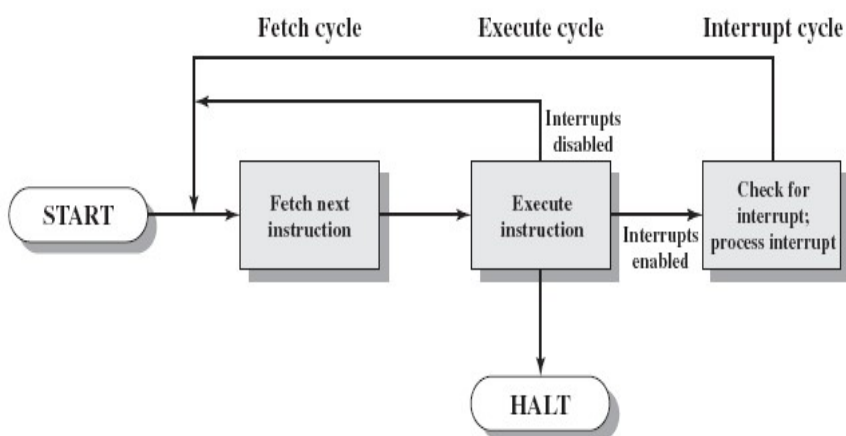 Fetch cycle
Execute cycle
Interrupt cycle
Interrupts
disabled
START
Fetch next
instruction
Execute
instruction
Interrupts
enabled
Check for
interrupt;
process interrupt
HALT